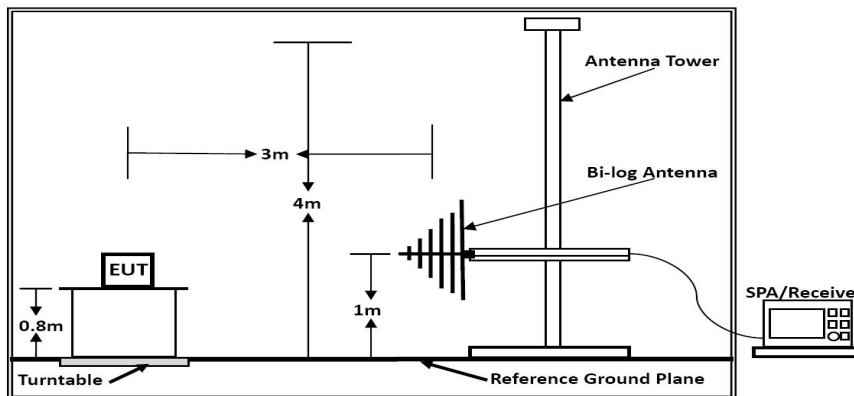 Antenna Tower
3m
Bi-log Antenna
4m
EUT
SPA/Receive
0.8m
1m
Turntable
Reference Ground Plane